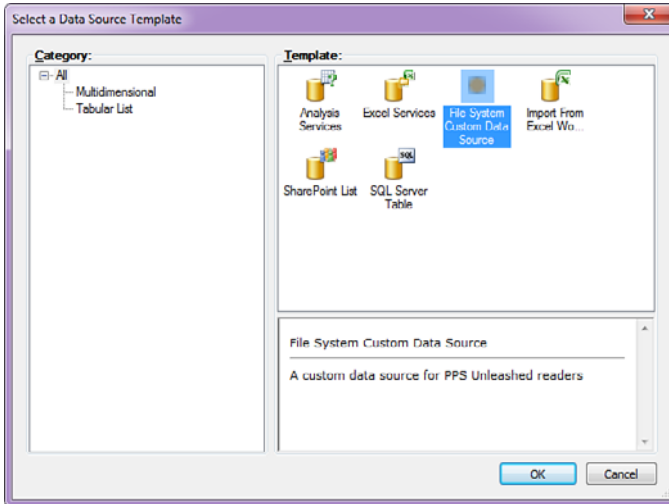 Select a Data Source Template
Category:
All
Multidimensional
Tabular List
Template:
Analysis
Services
Excel Services
File System
Custom Data
Source
Import From
Excel Wo...
SharePoint List
SQL
SQL Server
Table
File System Custom Data Source
A custom data source for PPS Unleashed readers
OK
Cancel